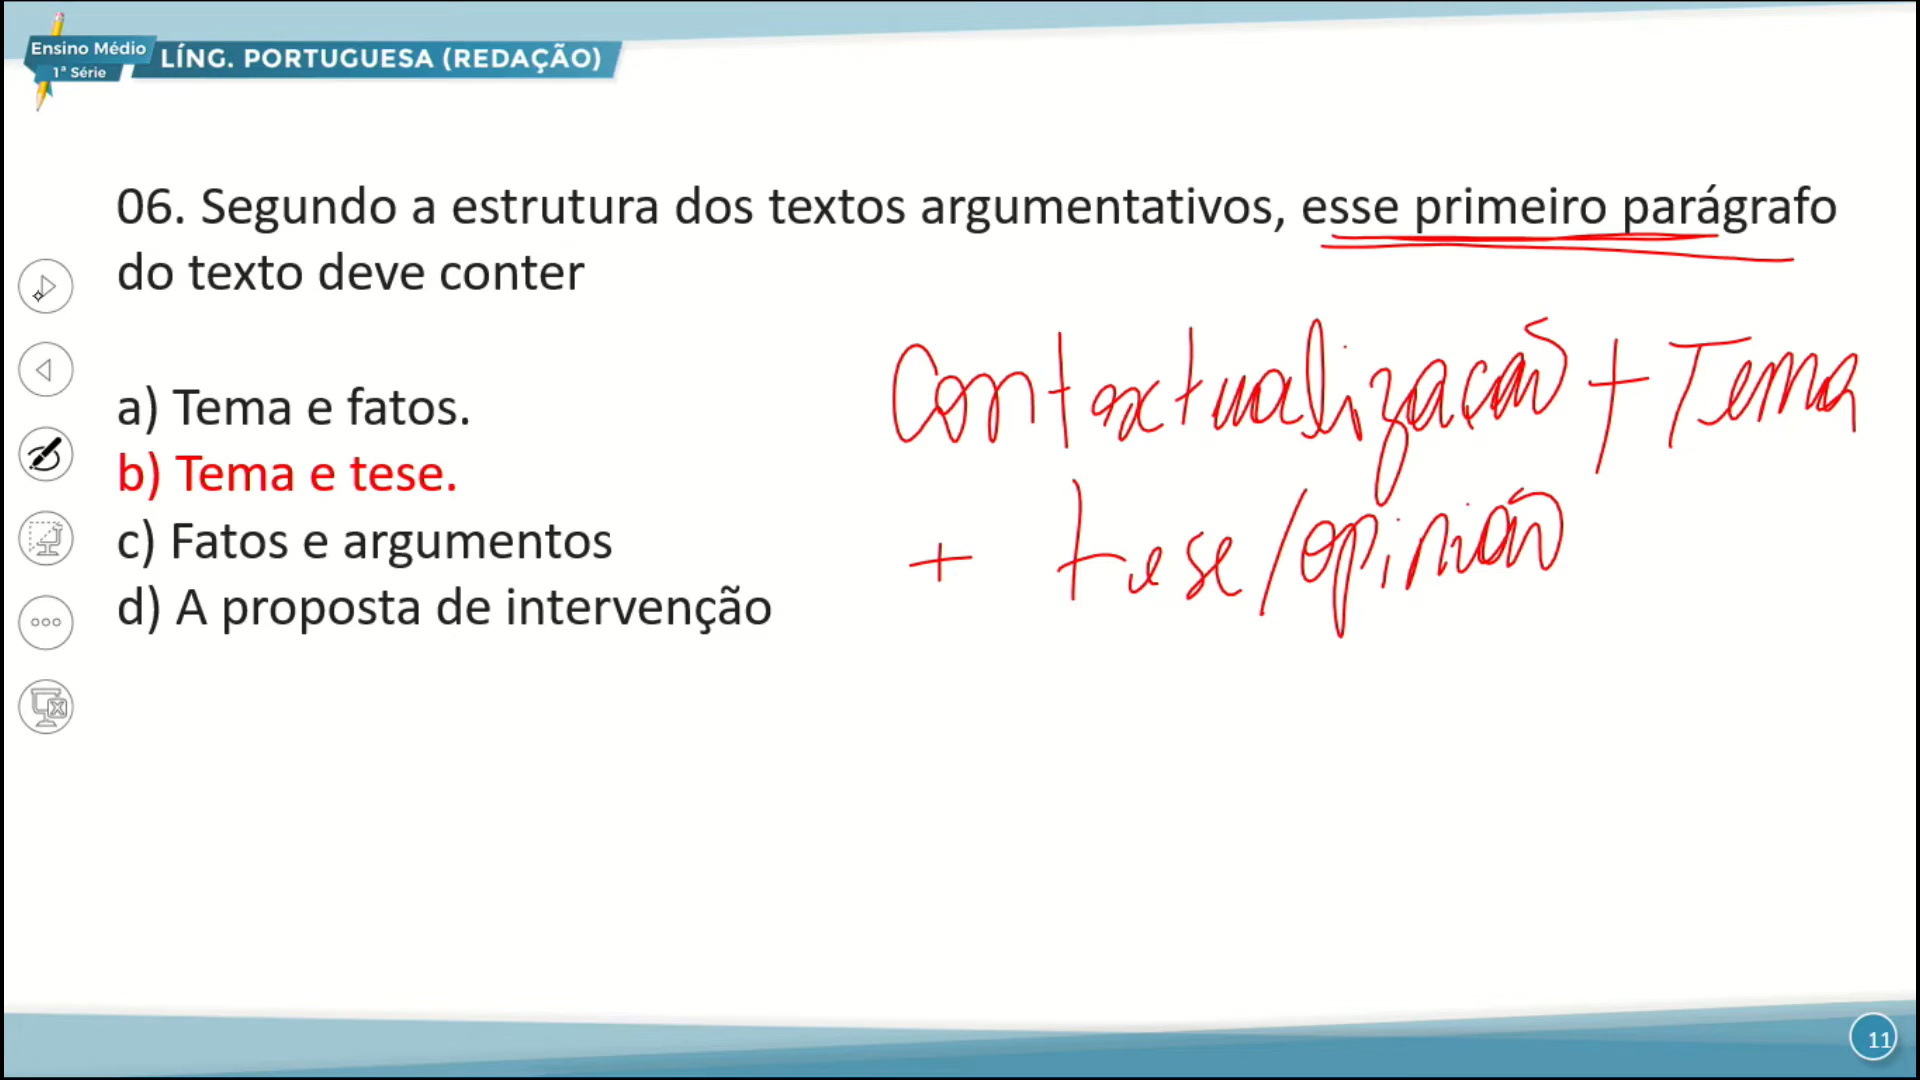 Ensino Médio
1ª Série
LÍNG. PORTUGUESA (REDAÇÃO)
06. Segundo a estrutura dos textos argumentativos, esse primeiro parágrafo
do texto deve conter
a) Tema e fatos.
b) Tema e tese.
c) Fatos e argumentos
d) A proposta de intervenção
Contextualização + Tema
+ tese/opinião
11